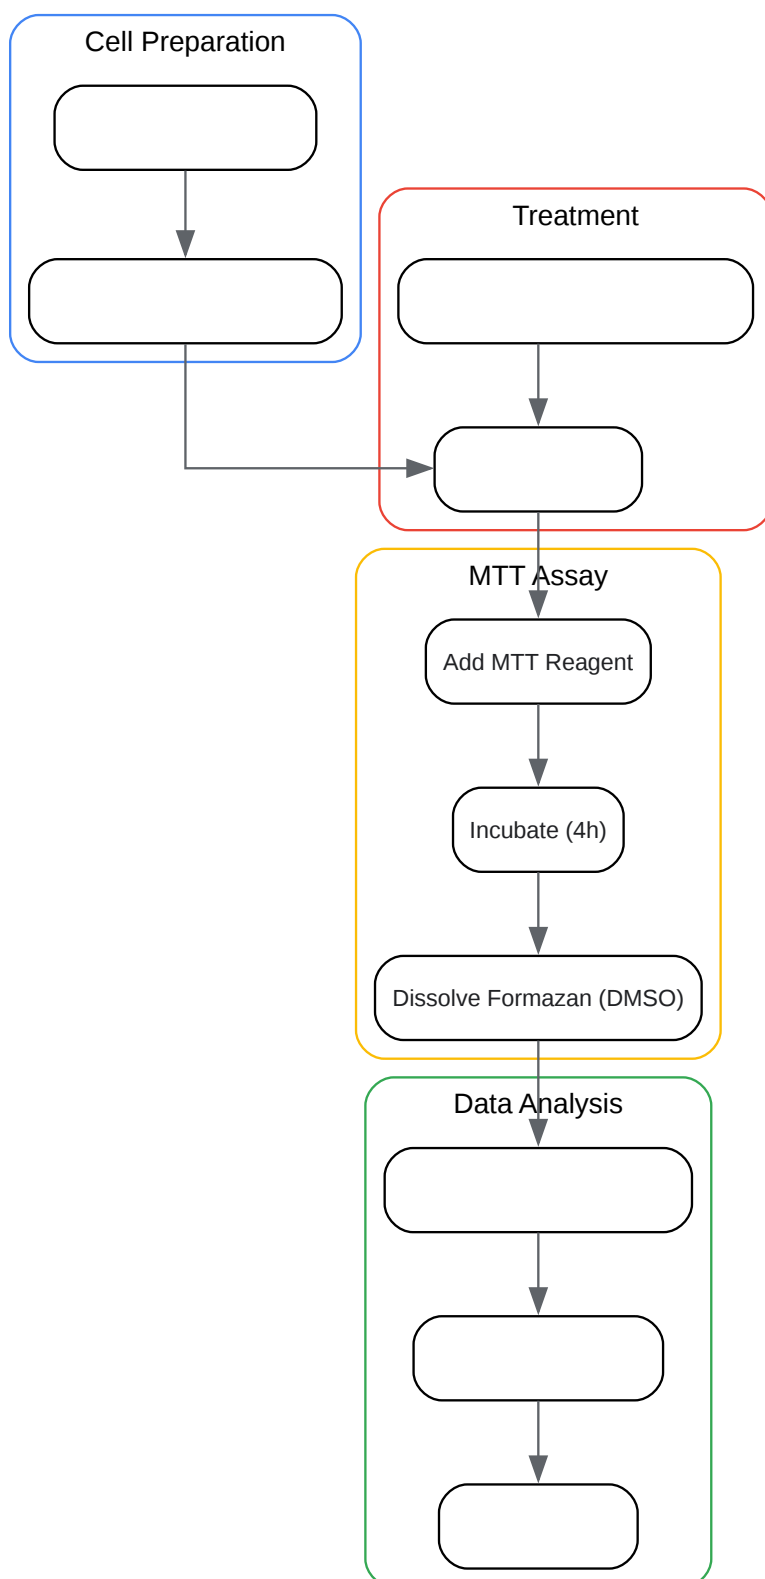 Cell Preparation
Treatment
MTT Assay
Add MTT Reagent
Incubate (4h)
Dissolve Formazan (DMSO)
Data Analysis